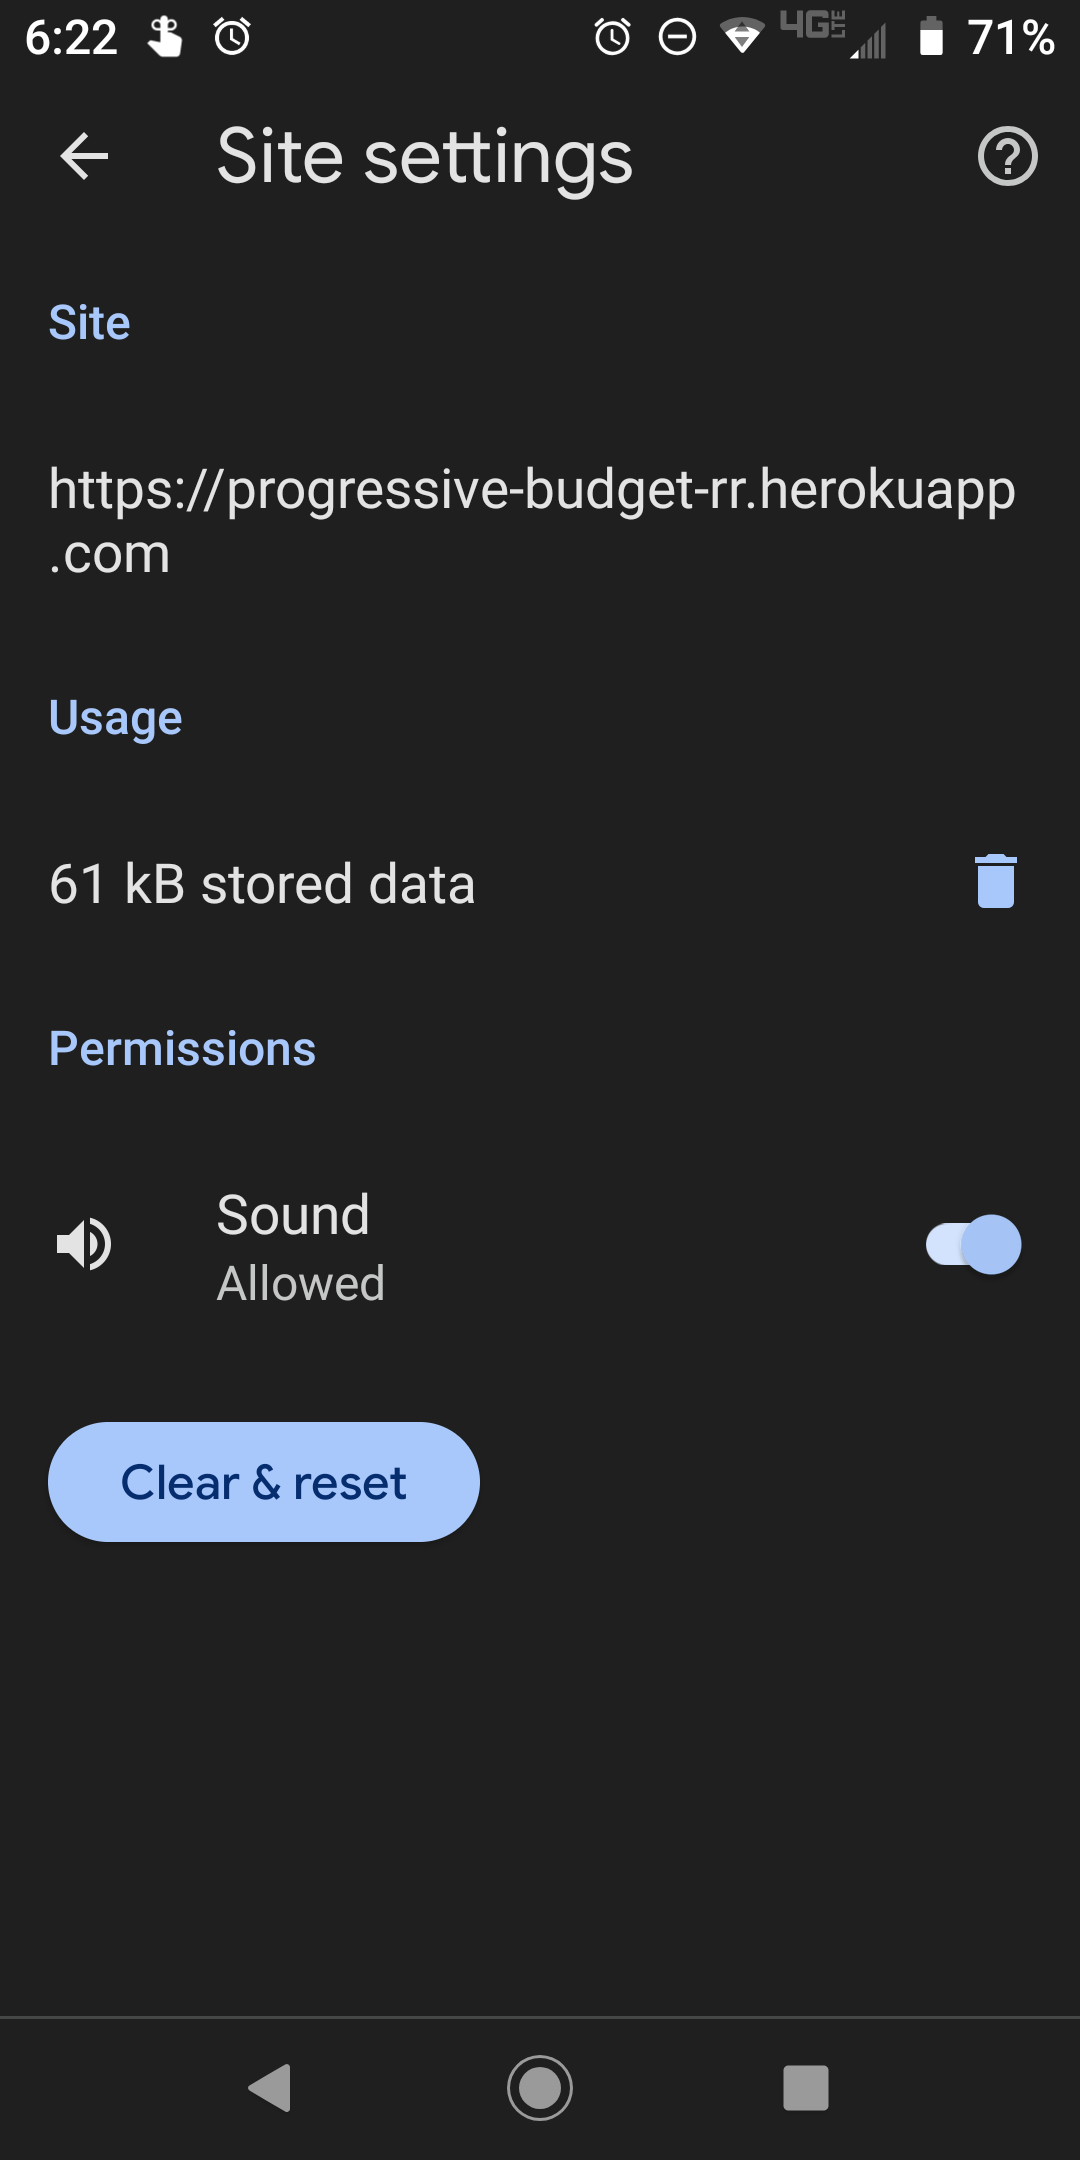 6:22
4G LTE
71%
Site settings
Site
https://progressive-budget-rr.herokuapp
.com
Usage
61 kB stored data
Permissions
Sound
Allowed
Clear & reset